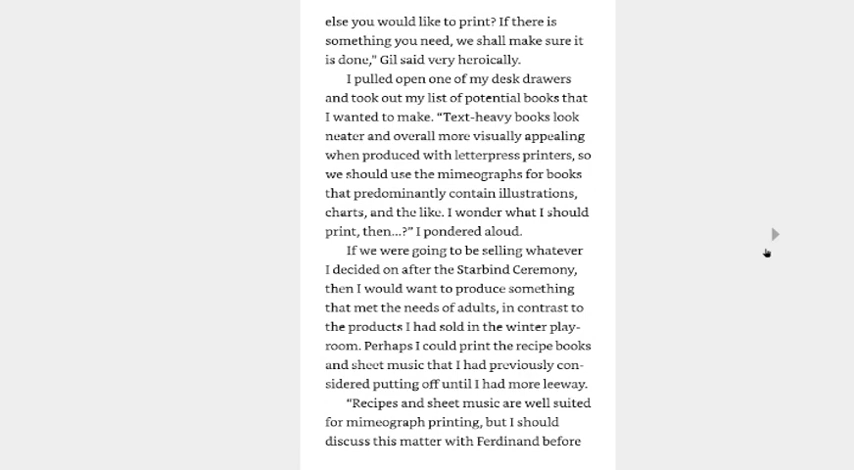 else you would like to print? If there is
something you need, we shall make sure it
is done,” Gil said very heroically.
I pulled open one of my desk drawers
and took out my list of potential books that
I wanted to make. “Text-heavy books look
neater and overall more visually appealing
when produced with letterpress printers, so
we should use the mimeographs for books
that predominantly contain illustrations,
charts, and the like. I wonder what I should
print, then...?” I pondered aloud.
If we were going to be selling whatever
I decided on after the Starbind Ceremony,
then I would want to produce something
that met the needs of adults, in contrast to
the products I had sold in the winter play-
room. Perhaps I could print the recipe books
and sheet music that I had previously con-
sidered putting off until I had more leeway.
“Recipes and sheet music are well suited
for mimeograph printing, but I should
discuss this matter with Ferdinand before